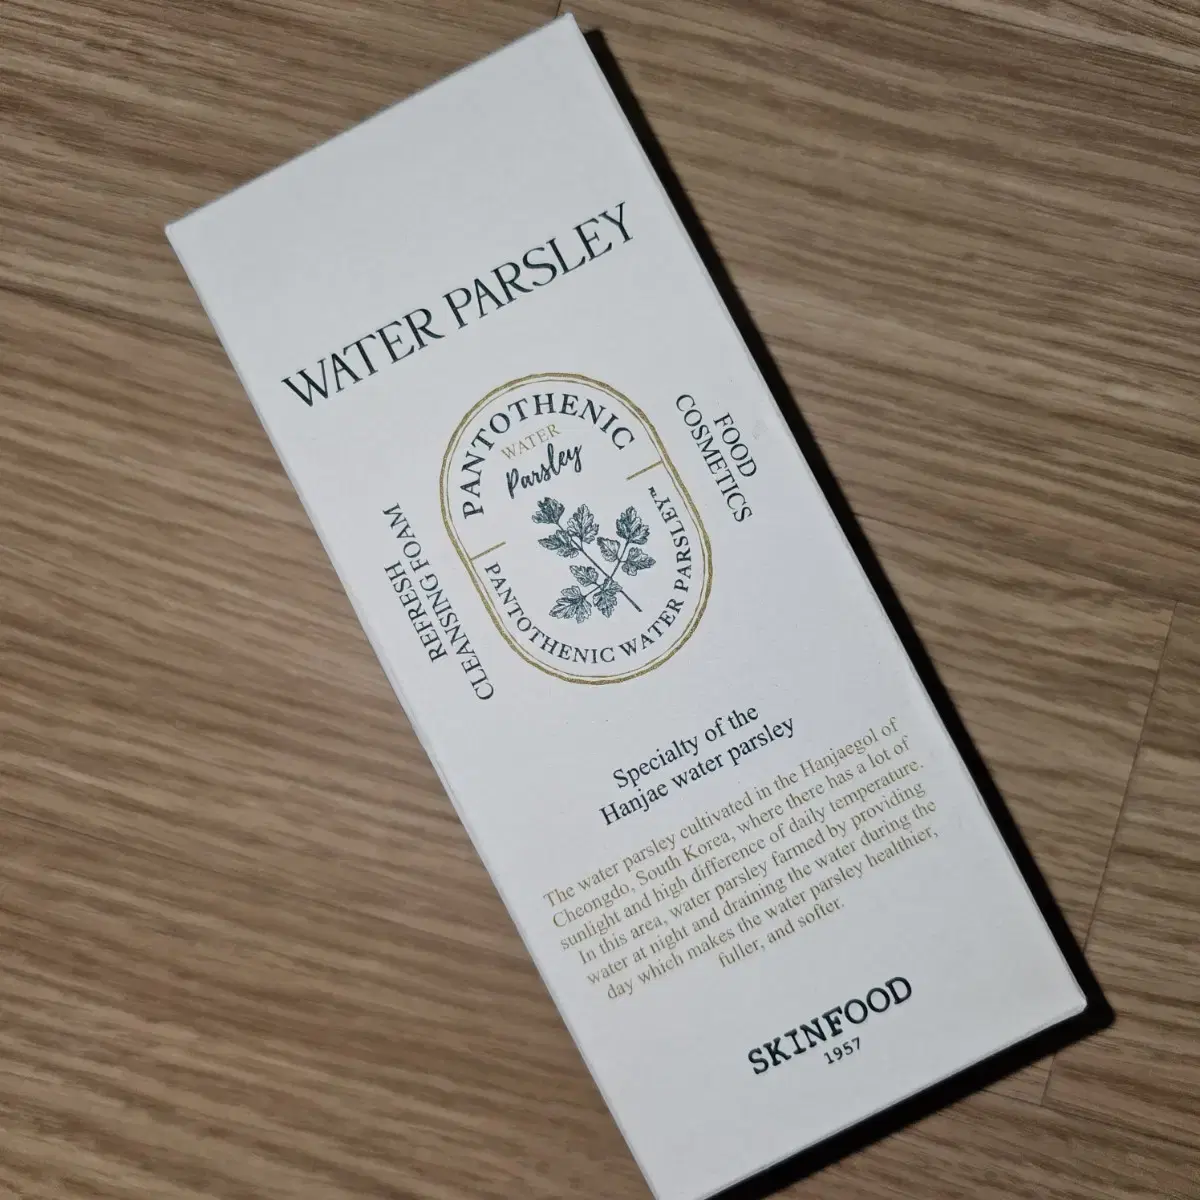 WATER PARSLEY
PANTOTHENIC
WATER
Parsley
PANTOTHENIC WATER PARSLEY™
REFRESH
CLEANSING FOAM
FOOD
COSMETICS
Specialty of the
Hanjae water parsley
The water parsley cultivated in the Hanjaegol of
Cheongdo, South Korea, where there has a lot of
sunlight and high difference of daily temperature.
In this area, water parsley farmed by providing
water at night and draining the water during the
day which makes the water parsley healthier,
fuller, and softer.
SKINFOOD
1957